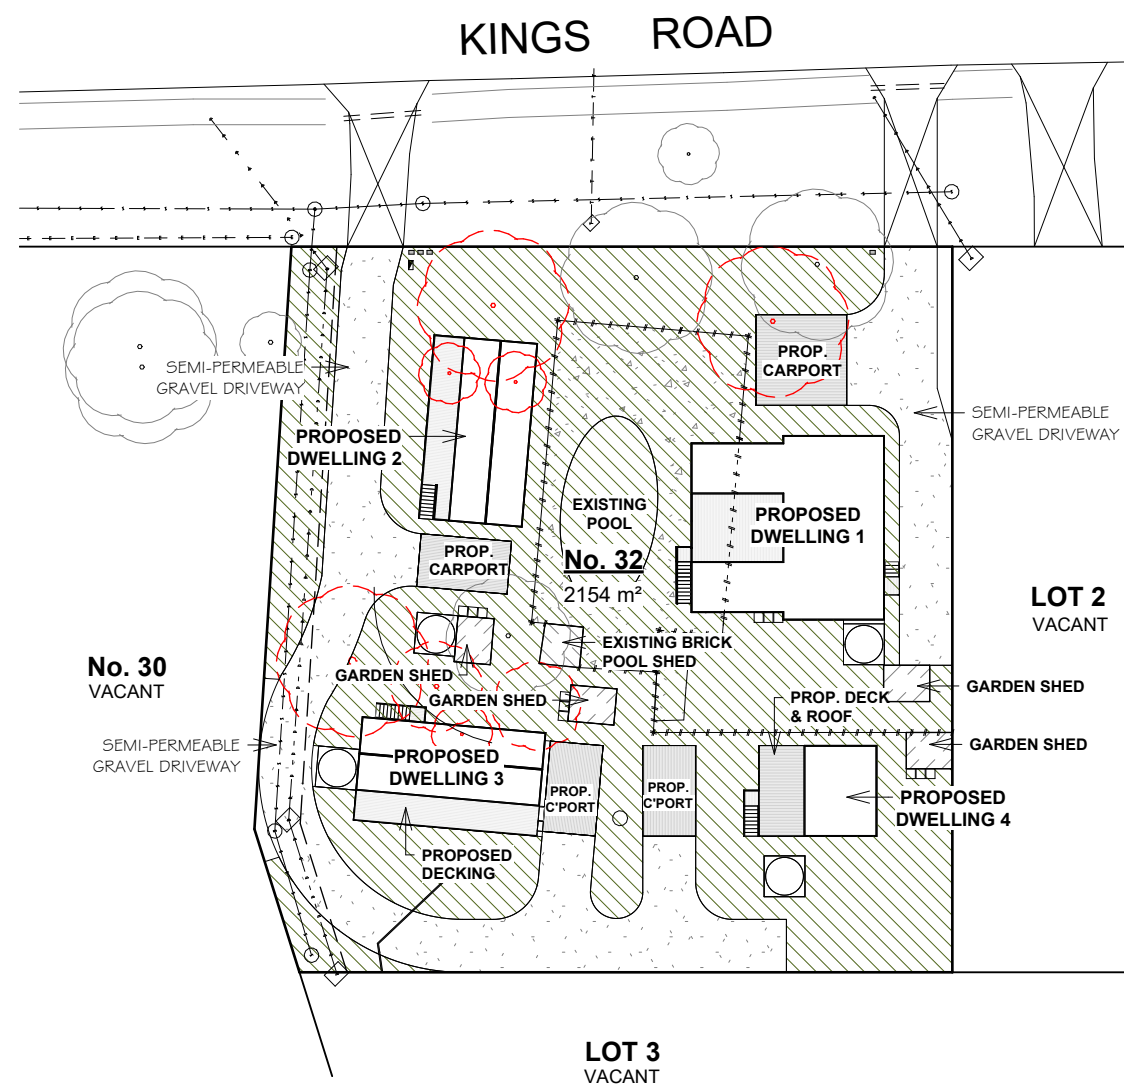 KINGS ROAD
SEMI-PERMEABLE
GRAVEL DRIVEWAY
PROP.
CARPORT
SEMI-PERMEABLE
GRAVEL DRIVEWAY
PROPOSED
DWELLING 2
EXISTING
POOL
PROPOSED
DWELLING 1
PROP.
CARPORT
No. 32
2154 m²
LOT 2
VACANT
No. 30
VACANT
EXISTING BRICK
POOL SHED
GARDEN SHED
GARDEN SHED
PROP. DECK
& ROOF
GARDEN SHED
GARDEN SHED
SEMI-PERMEABLE
GRAVEL DRIVEWAY
PROPOSED
DWELLING 3
PROP.
C'PORT
PROP.
C'PORT
PROPOSED
DWELLING 4
PROPOSED
DECKING
LOT 3
VACANT